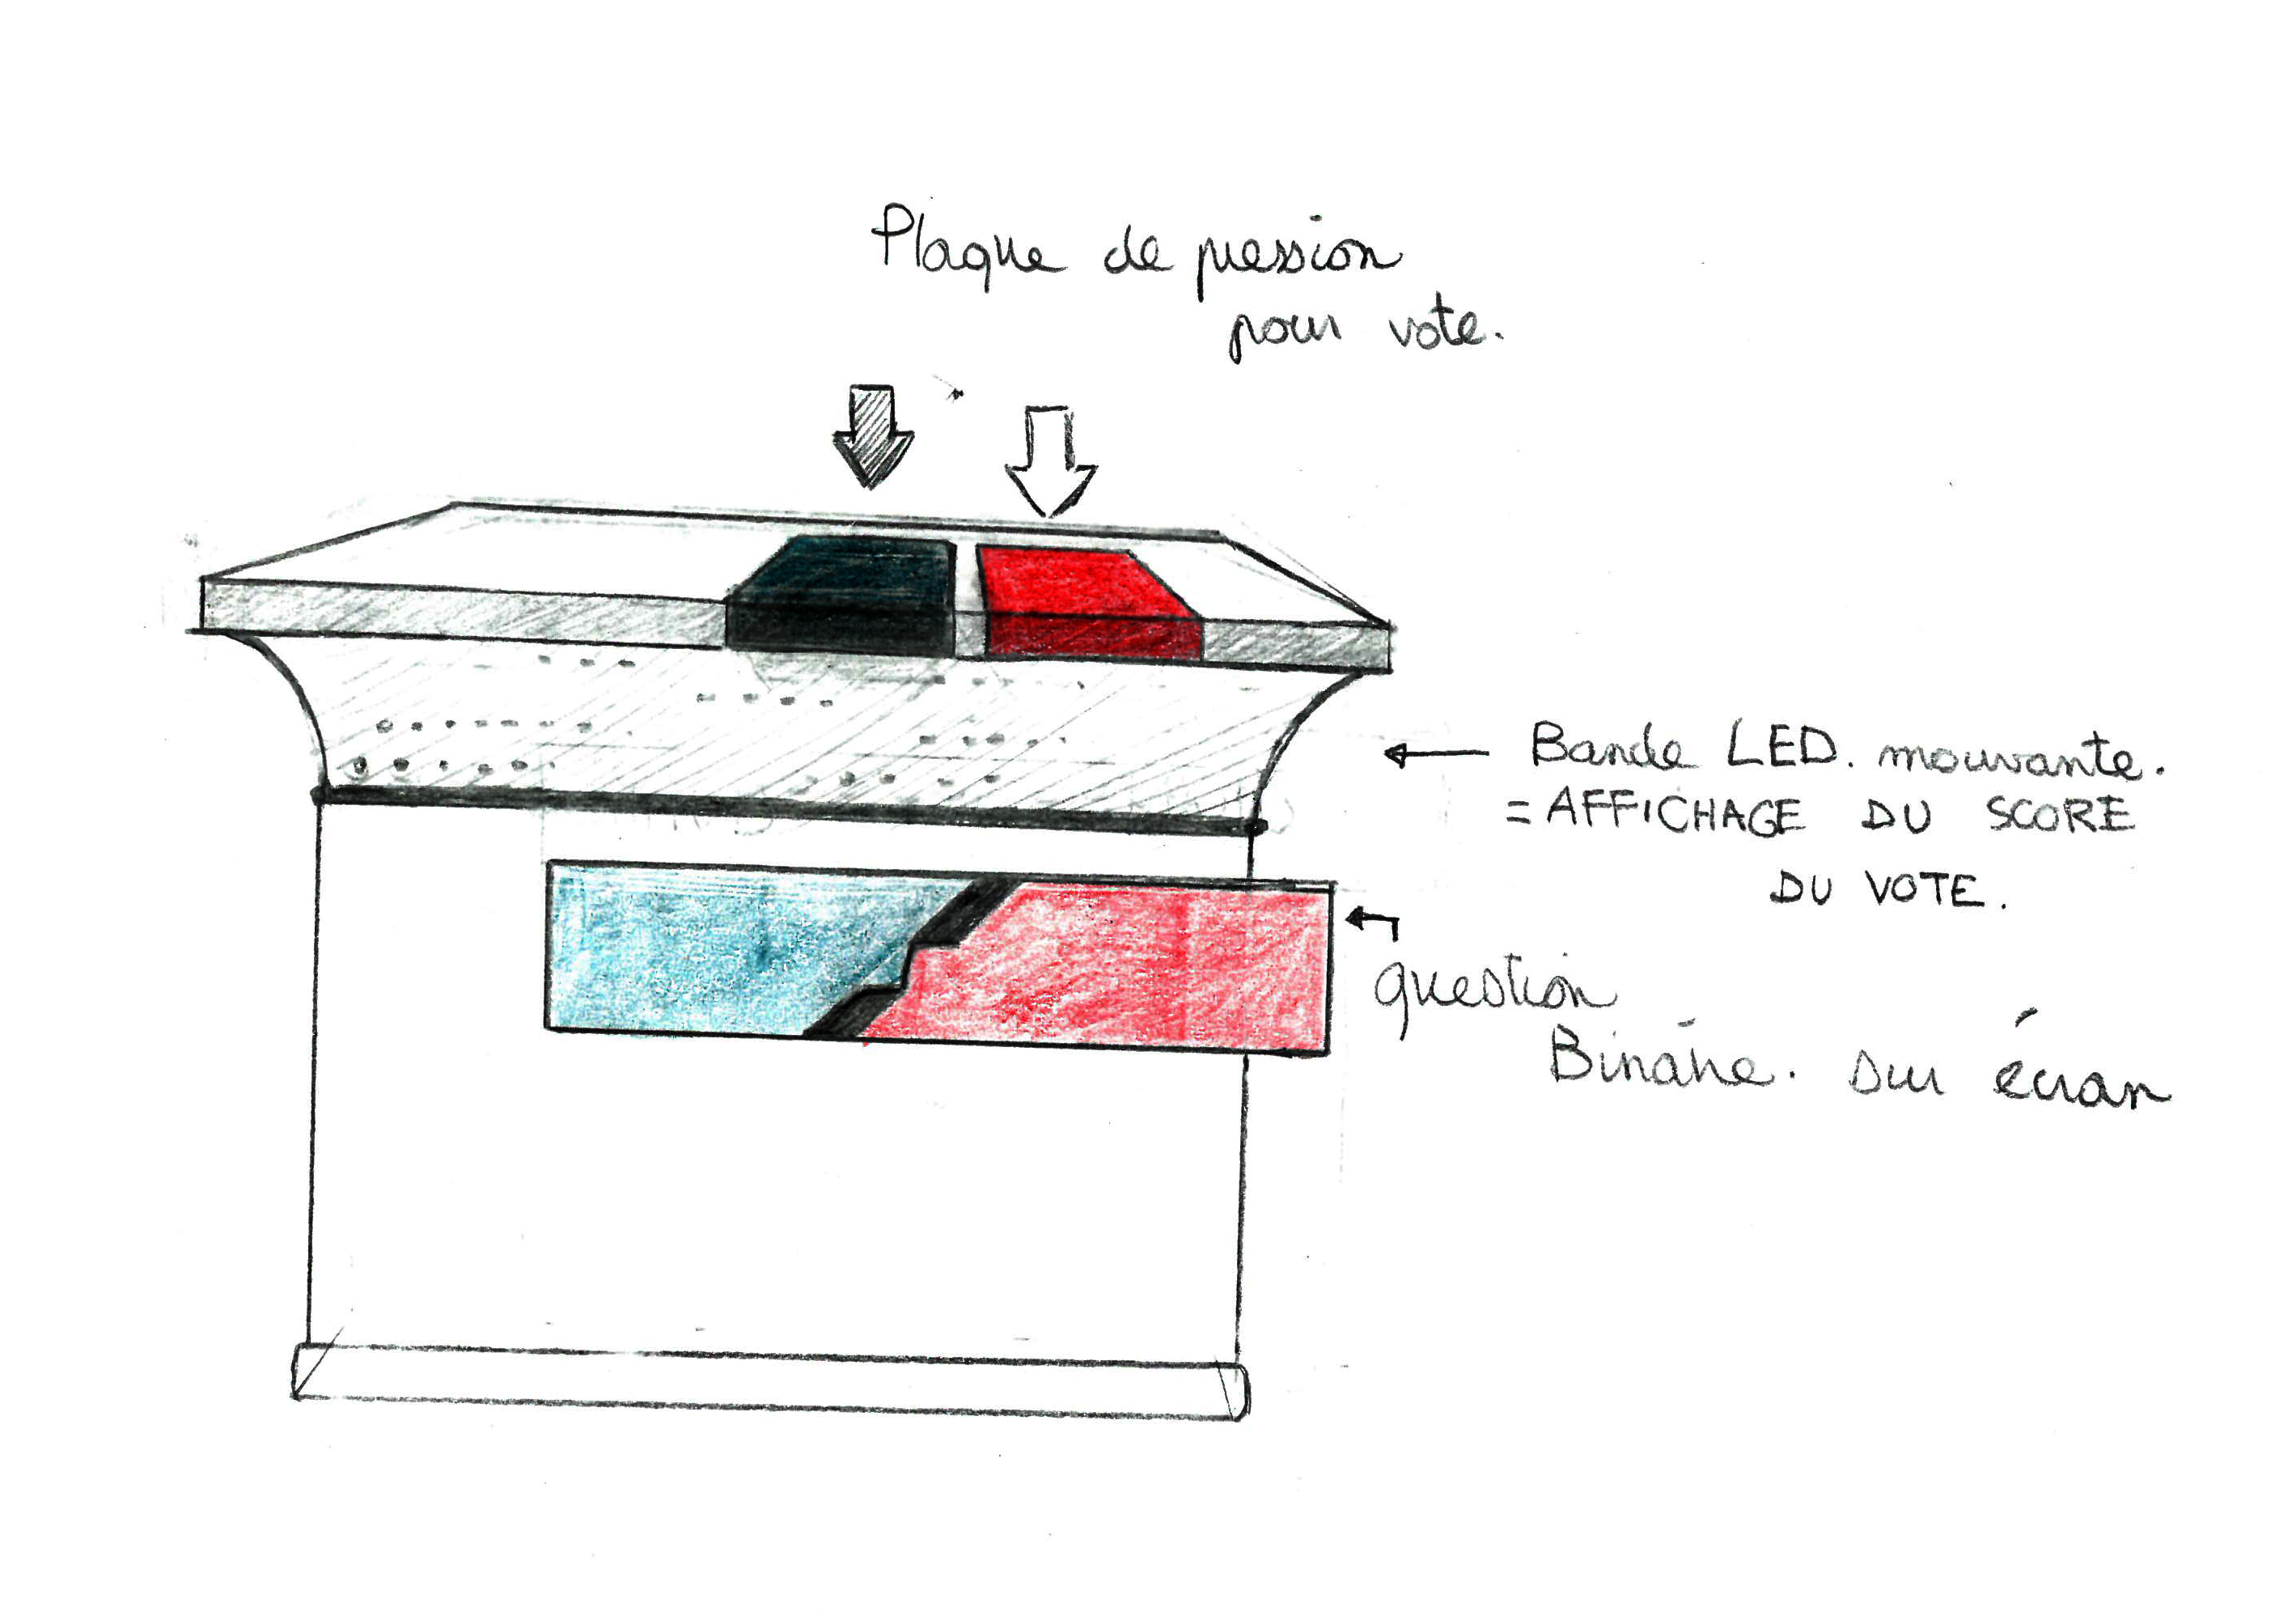 Plaque de pression
pour vote.
Bande LED. mouvante.
= AFFICHAGE DU SCORE
DU VOTE.
question
Binaire. sur écran